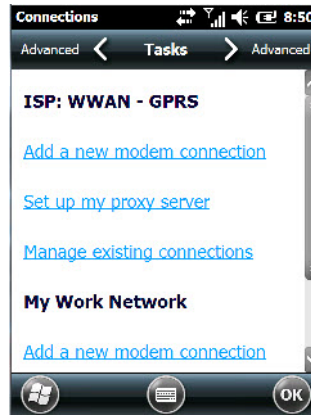 Connections 8:50
Advanced Tasks Advanced
ISP: WWAN - GPRS
Add a new modem connection
Set up my proxy server
Manage existing connections
My Work Network
Add a new modem connection
OK